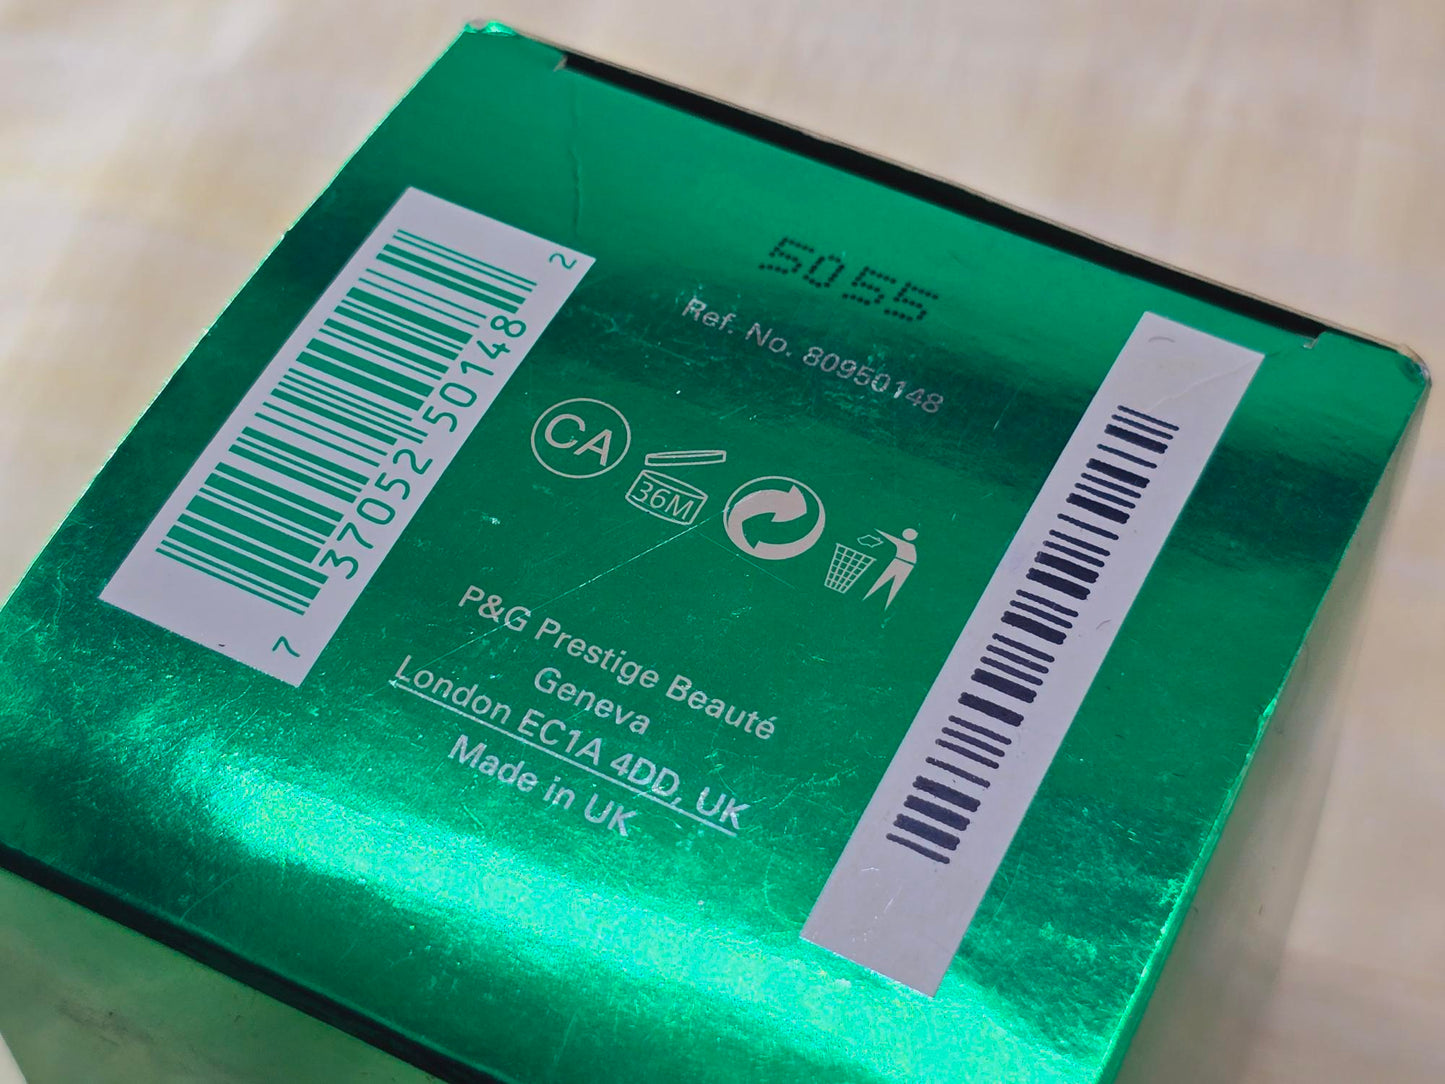 5055
Ref. No. 80950148
CA
36M
P&G Prestige Beauté
Geneva
London EC1A 4DD, UK
Made in UK
7 37052 50148 2